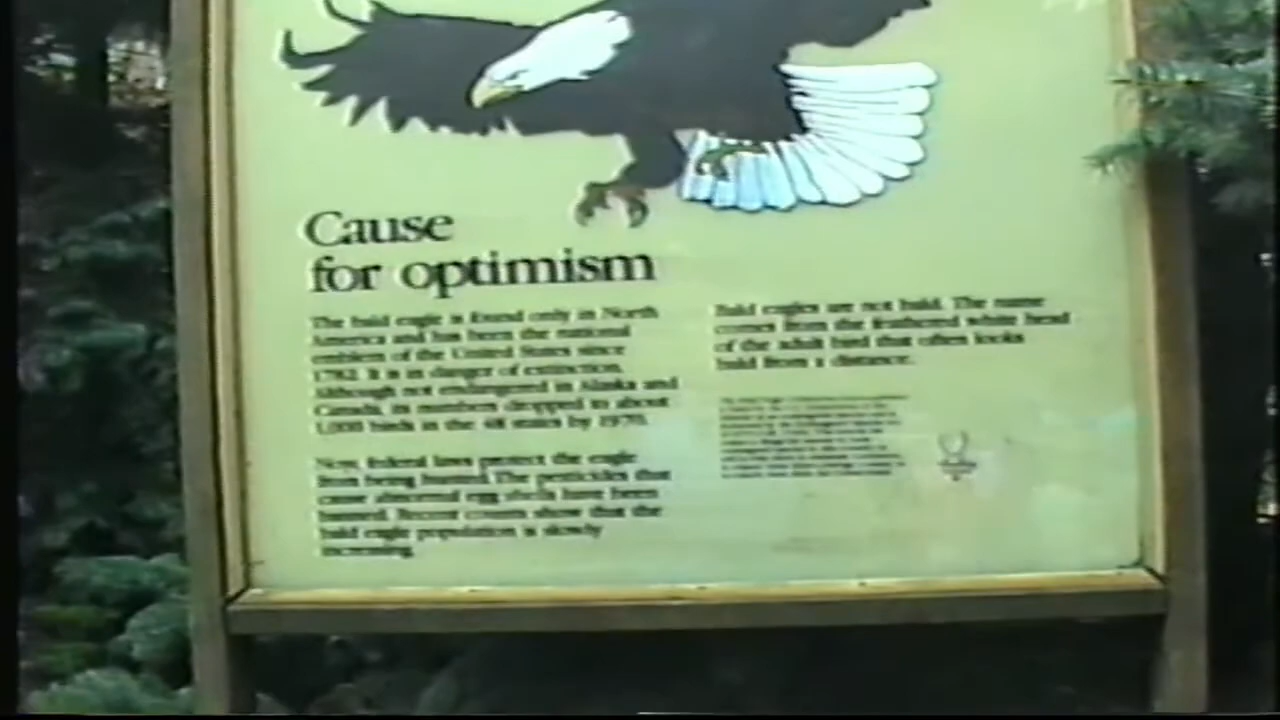 Cause
for optimism
The bald eagle is found only in North
America and has been the national
emblem of the United States since
1782. It is in danger of extinction.
Although not endangered in Alaska and
Canada, its numbers dropped to about
1,000 birds in the 48 states by 1970.
Now, federal laws protect the eagle
from being hunted. The pesticides that
cause abnormal egg shells have been
banned. Recent counts show that the
bald eagle population is slowly
increasing.
Bald eagles are not bald. The name
comes from the feathered white head
of the adult bird that often looks
bald from a distance.